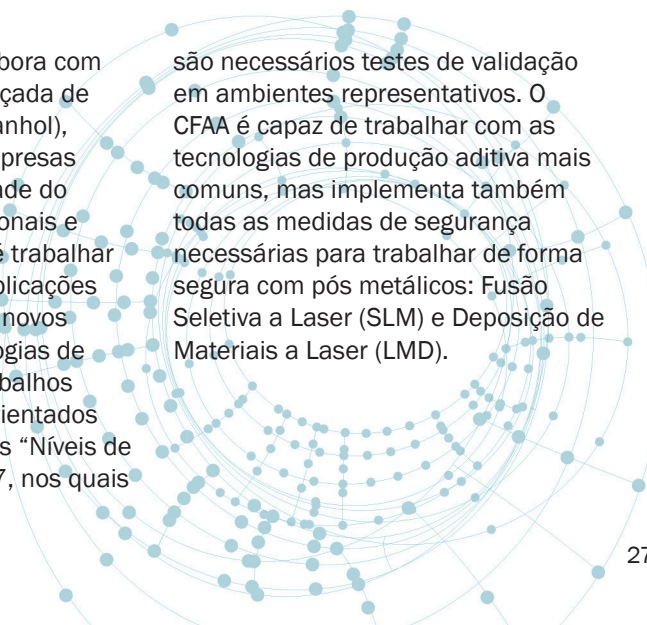 bora com
çada de
anhol),
presas
ade do
onais e
é trabalhar
plicações
novos
ogias de
balhos
ientados
s “Níveis de
7, nos quais
são necessários testes de validação
em ambientes representativos. O
CFAA é capaz de trabalhar com as
tecnologias de produção aditiva mais
comuns, mas implementa também
todas as medidas de segurança
necessárias para trabalhar de forma
segura com pós metálicos: Fusão
Seletiva a Laser (SLM) e Deposição de
Materiais a Laser (LMD).
27